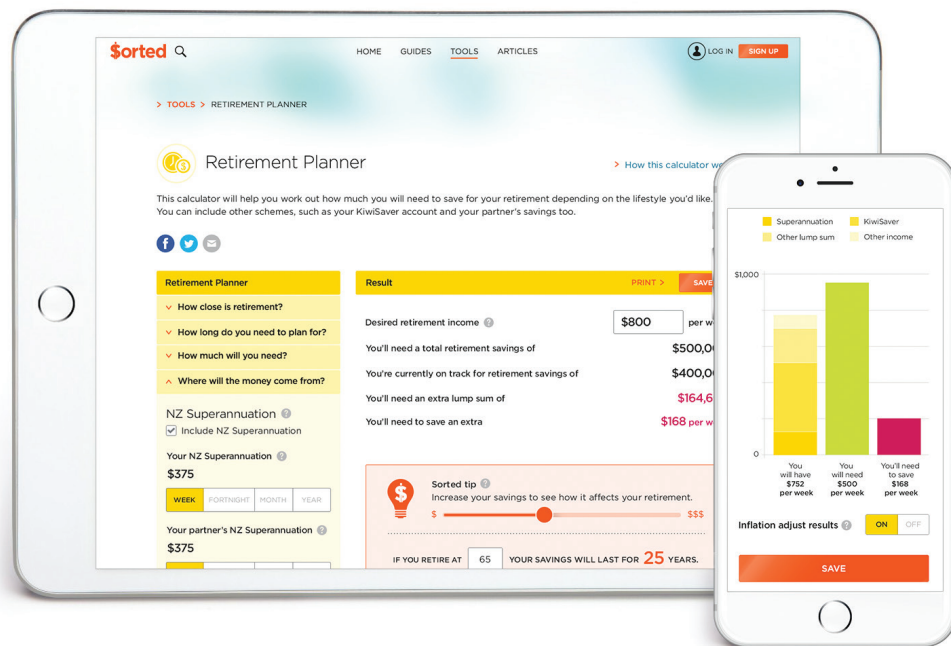 $orted
HOME GUIDES TOOLS ARTICLES
LOG IN SIGN UP
> TOOLS > RETIREMENT PLANNER
Retirement Planner
> How this calculator
This calculator will help you work out how much you will need to save for your retirement depending on the lifestyle you'd like.
You can include other schemes, such as your KiwiSaver account and your partner's savings too.
Retirement Planner
How close is retirement?
How long do you need to plan for?
How much will you need?
Where will the money come from?
NZ Superannuation ?
Include NZ Superannuation
Your NZ Superannuation ?
$375
WEEK FORTNIGHT MONTH YEAR
Your partner's NZ Superannuation ?
$375
Result PRINT > SAVE
Desired retirement income ? $800 per
You'll need a total retirement savings of $500,0
You're currently on track for retirement savings of $400,0
You'll need an extra lump sum of $164,6
You'll need to save an extra $168 per
Sorted tip ?
Increase your savings to see how it affects your retirement.
$ $$$
IF YOU RETIRE AT 65 YOUR SAVINGS WILL LAST FOR 25 YEARS.
Superannuation KiwiSaver
Other lump sum Other income
$1,000
0
You will have $752 per week
You will need $500 per week
You'll need to save $168 per week
Inflation adjust results ? ON OFF
SAVE